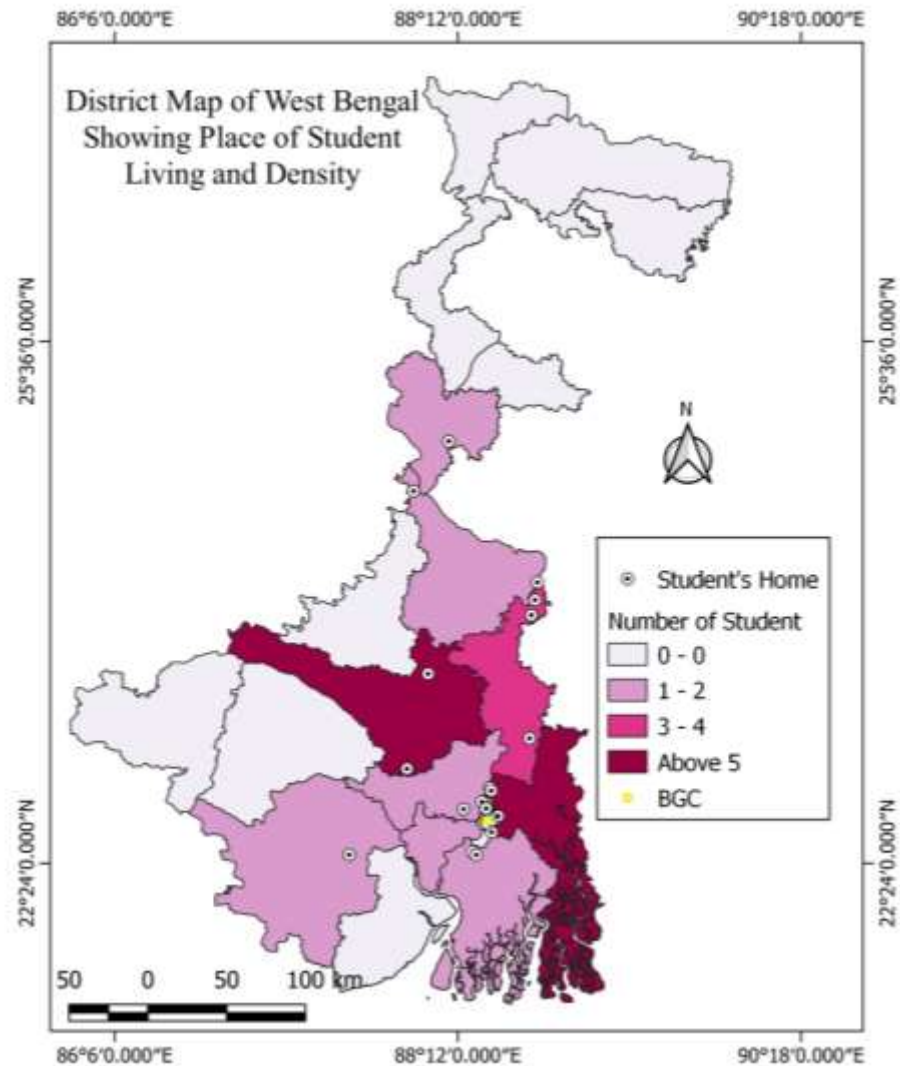 86°6'0.000"E 88°12'0.000"E 90°18'0.000"E
District Map of West Bengal
Showing Place of Student
Living and Density
25°36'0.000"N
25°36'0.000"N
N
Student's Home
Number of Student
0 - 0
1 - 2
3 - 4
Above 5
BGC
22°24'0.000"N
22°24'0.000"N
50 0 50 100 km
86°6'0.000"E 88°12'0.000"E 90°18'0.000"E